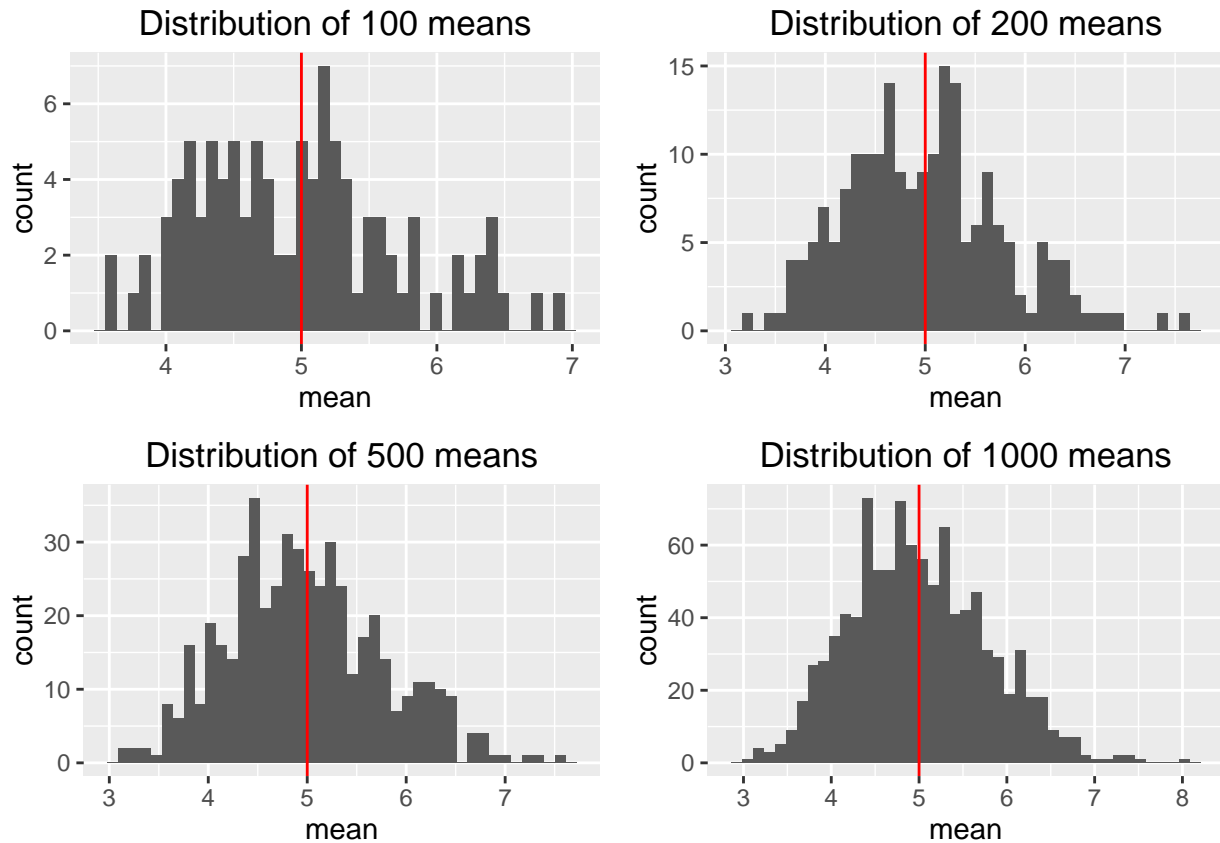 Distribution of 100 means
6
4
2
0
count
4 5 6 7
mean
Distribution of 200 means
15
10
5
0
count
3 4 5 6 7
mean
Distribution of 500 means
30
20
10
0
count
3 4 5 6 7
mean
Distribution of 1000 means
60
40
20
0
count
3 4 5 6 7 8
mean